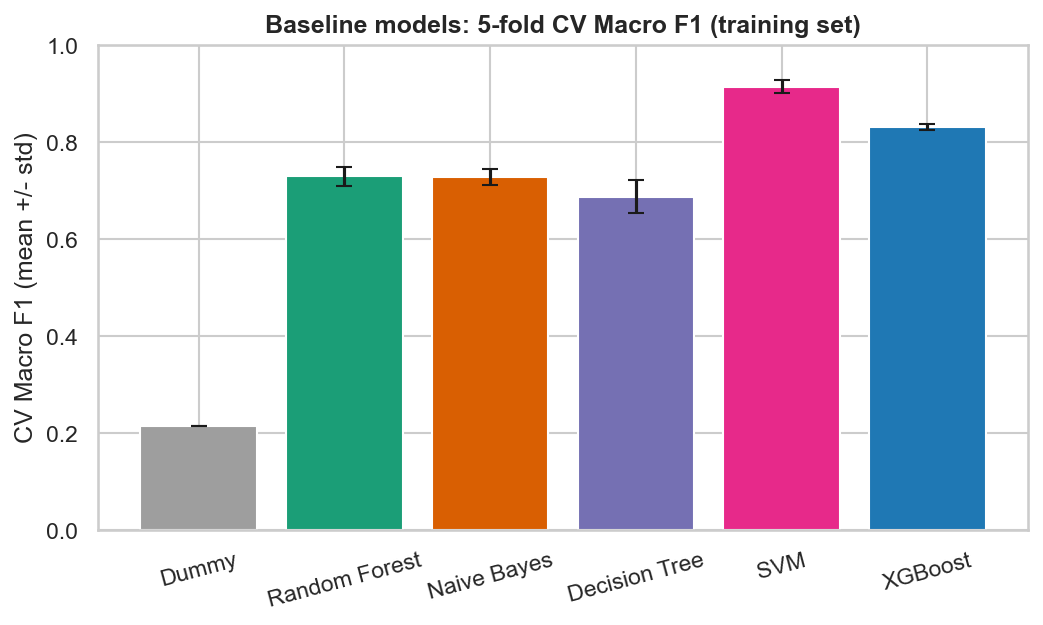 Baseline models: 5-fold CV Macro F1 (training set)
CV Macro F1 (mean +/- std)
1.0
0.8
0.6
0.4
0.2
0.0
Dummy
Random Forest
Naive Bayes
Decision Tree
SVM
XGBoost